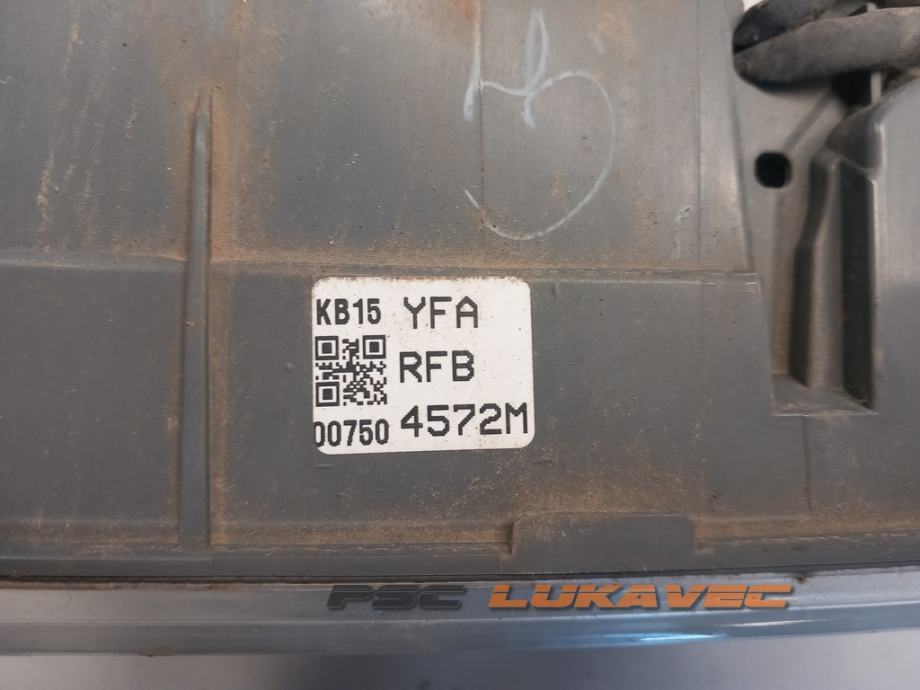 KB15 YFA
RFB
00750 4572M
PSC LUKAVEC